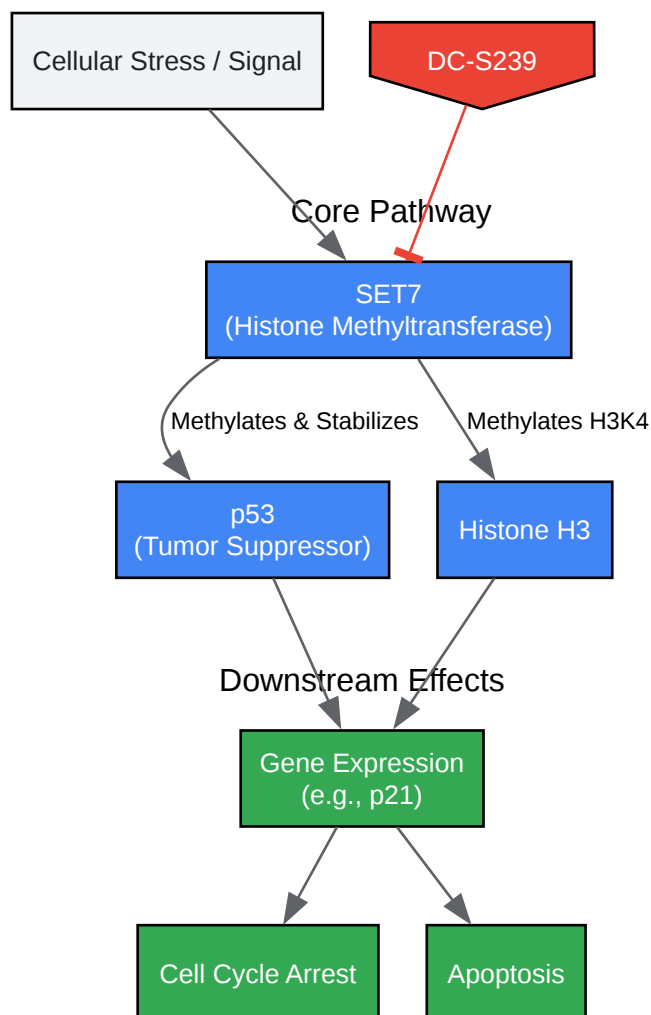 Cellular Stress / Signal
DC-S239
Core Pathway
SET7
(Histone Methyltransferase)
Methylates & Stabilizes
Methylates H3K4
p53
(Tumor Suppressor)
Histone H3
Downstream Effects
Gene Expression
(e.g., p21)
Cell Cycle Arrest
Apoptosis